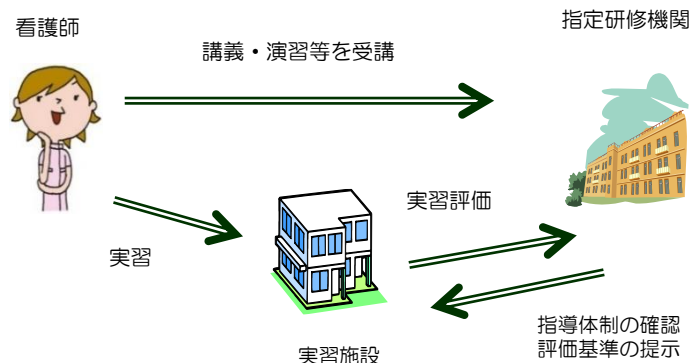 看護師
指定研修機関
講義・演習等を受講
実習評価
実習
指導体制の確認
評価基準の提示
実習施設